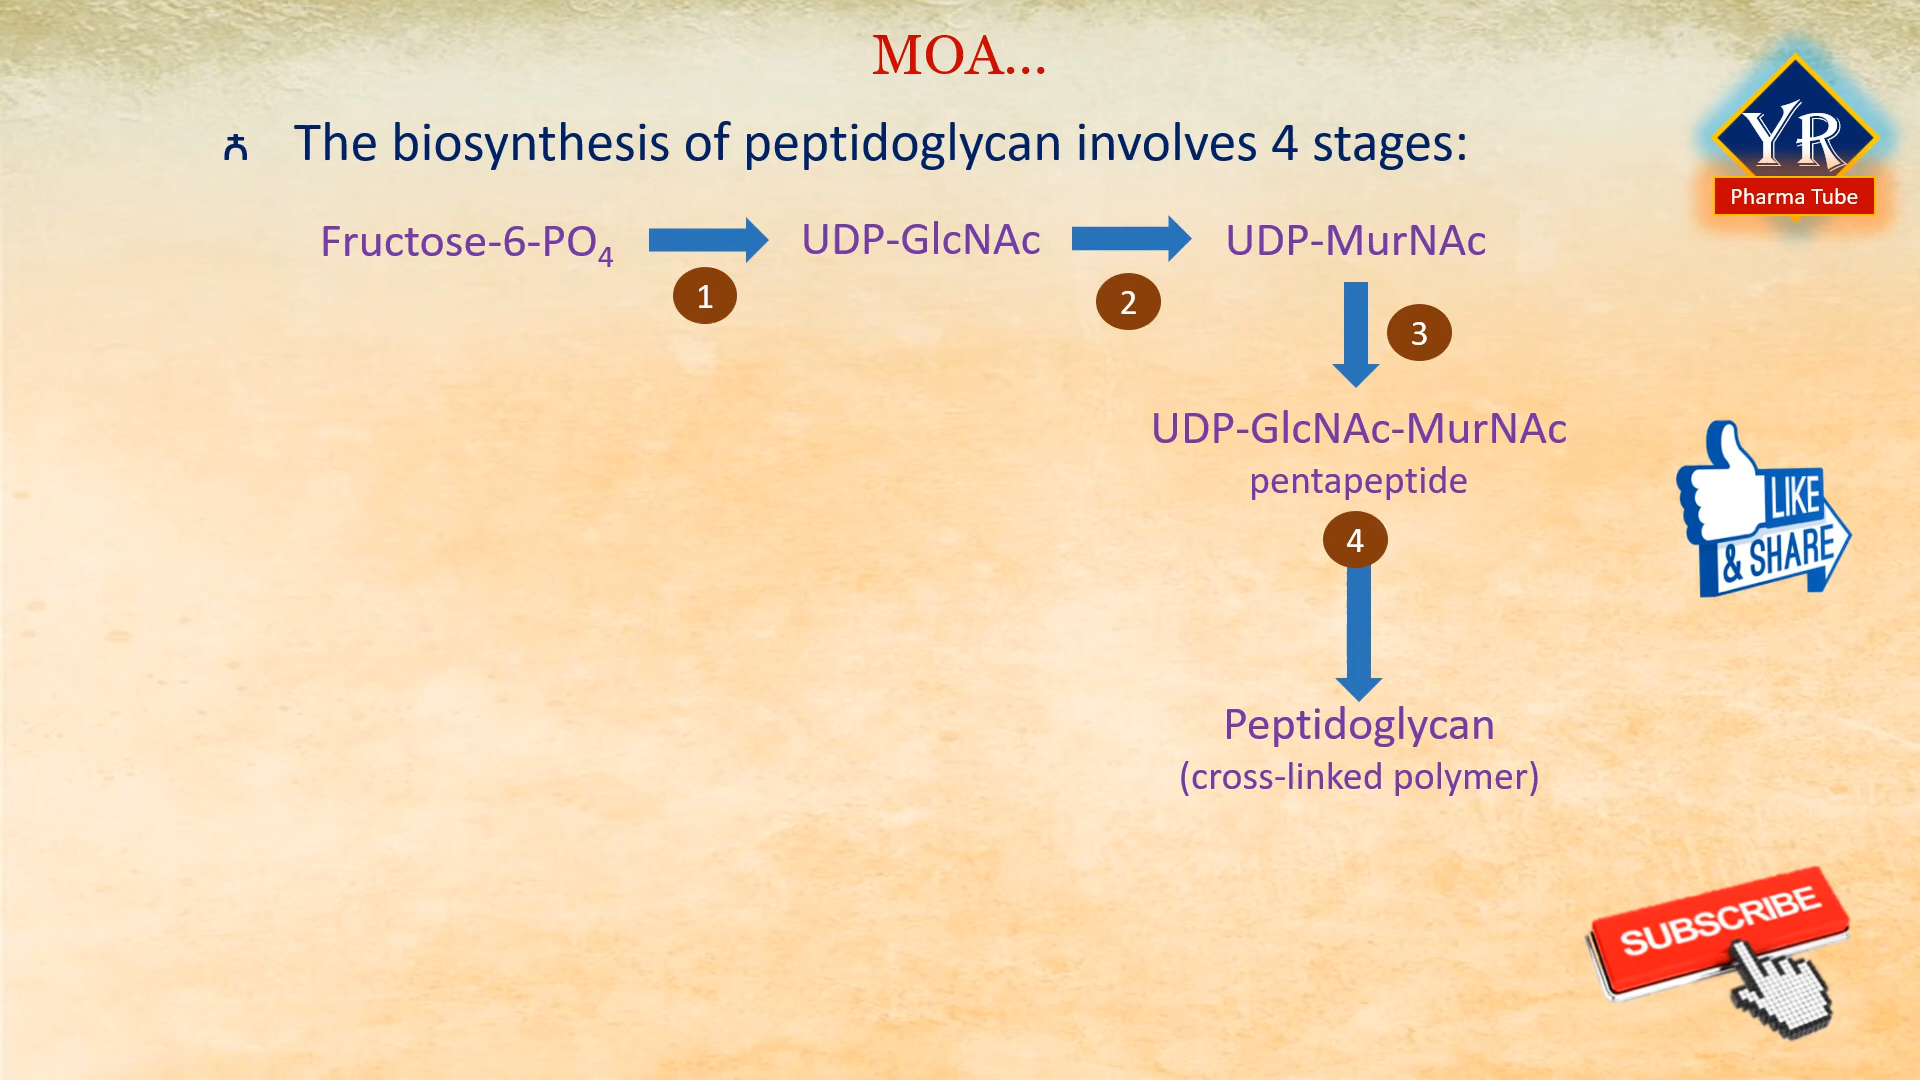 MOA...
ጰ The biosynthesis of peptidoglycan involves 4 stages:
Fructose-6-PO₄ UDP-GlcNAc UDP-MurNAc
1 2 3
UDP-GlcNAc-MurNAc
pentapeptide
4
Peptidoglycan
(cross-linked polymer)
YR
Pharma Tube
LIKE
& SHARE
SUBSCRIBE